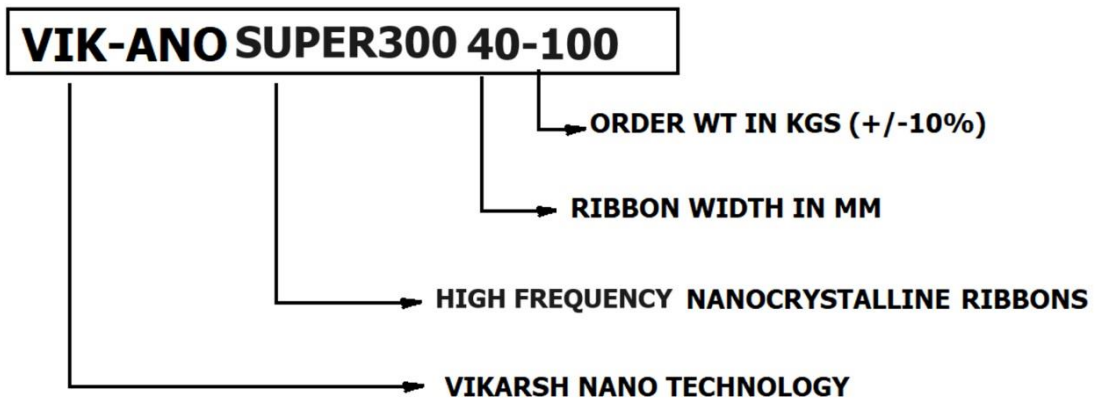 VIK-ANO SUPER300 40-100
ORDER WT IN KGS (+/-10%)
RIBBON WIDTH IN MM
HIGH FREQUENCY NANOCRYSTALLINE RIBBONS
VIKARSH NANO TECHNOLOGY